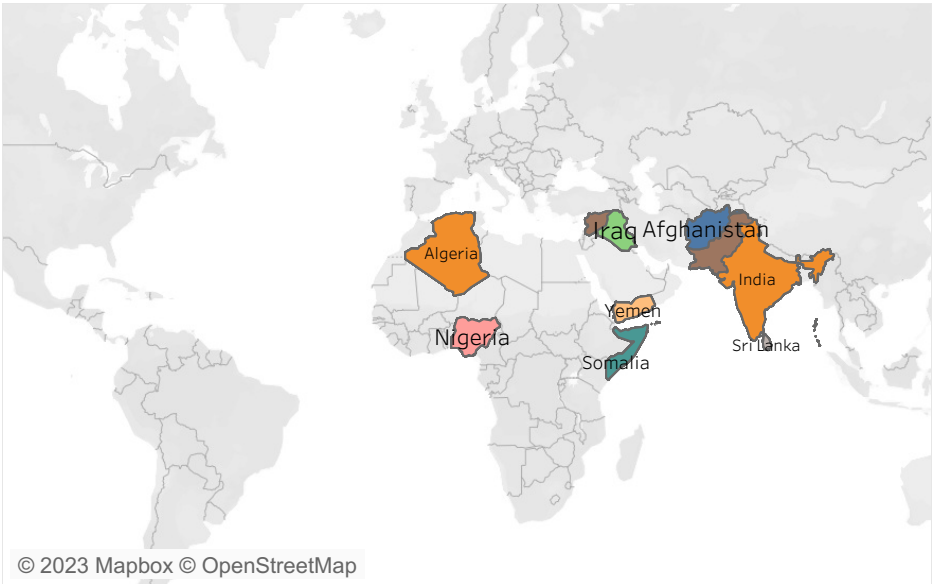 Iraq
Afghanistan
Algeria
India
Yemen
Nigeria
Sri Lanka
Somalia
© 2023 Mapbox © OpenStreetMap